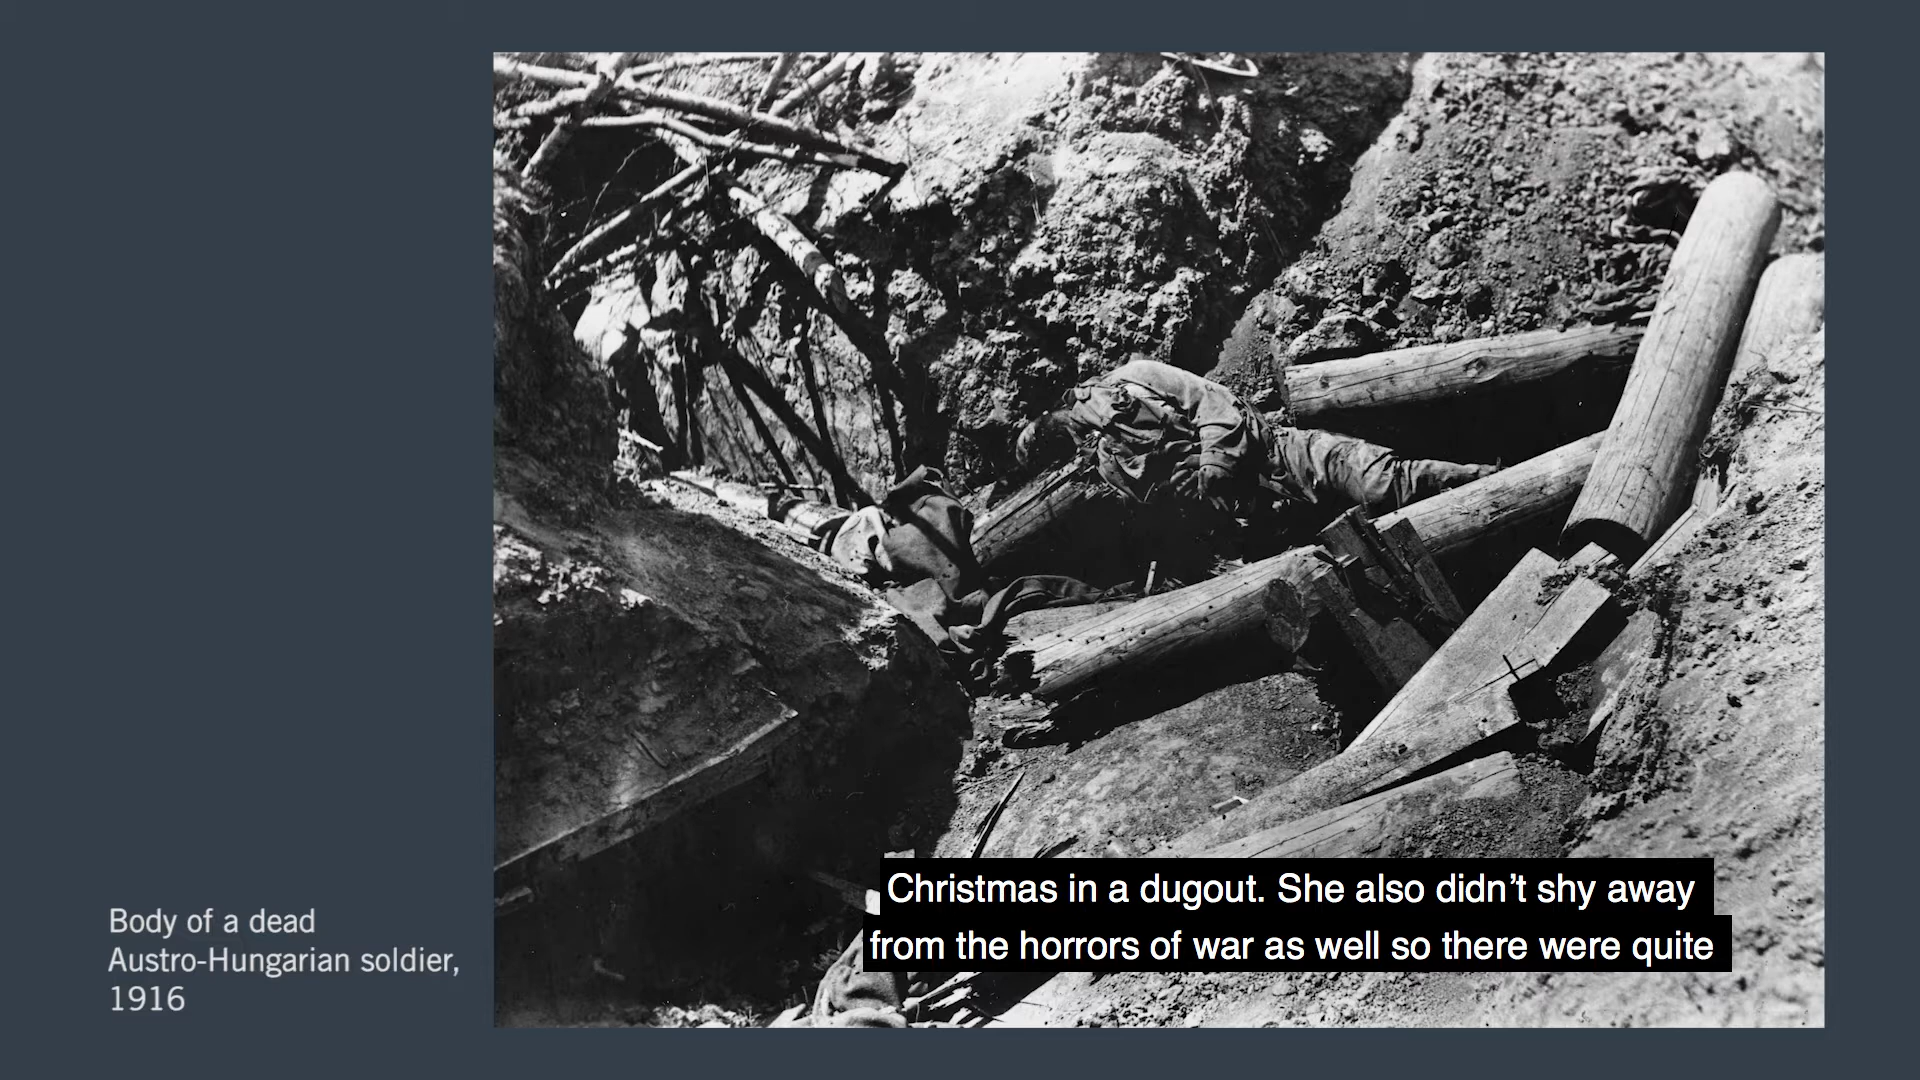 Body of a dead
Austro-Hungarian soldier,
1916
Christmas in a dugout. She also didn’t shy away
from the horrors of war as well so there were quite